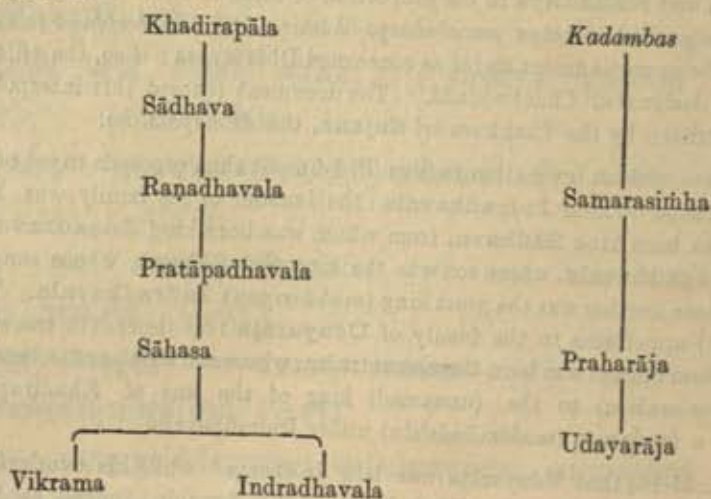 Khadirapāla
Kadambas
Sādhava
Raṇadhavala
Samarasiṁha
Pratāpadhavala
Sāhasa
Praharāja
Udayarāja
Vikrama
Indradhavala